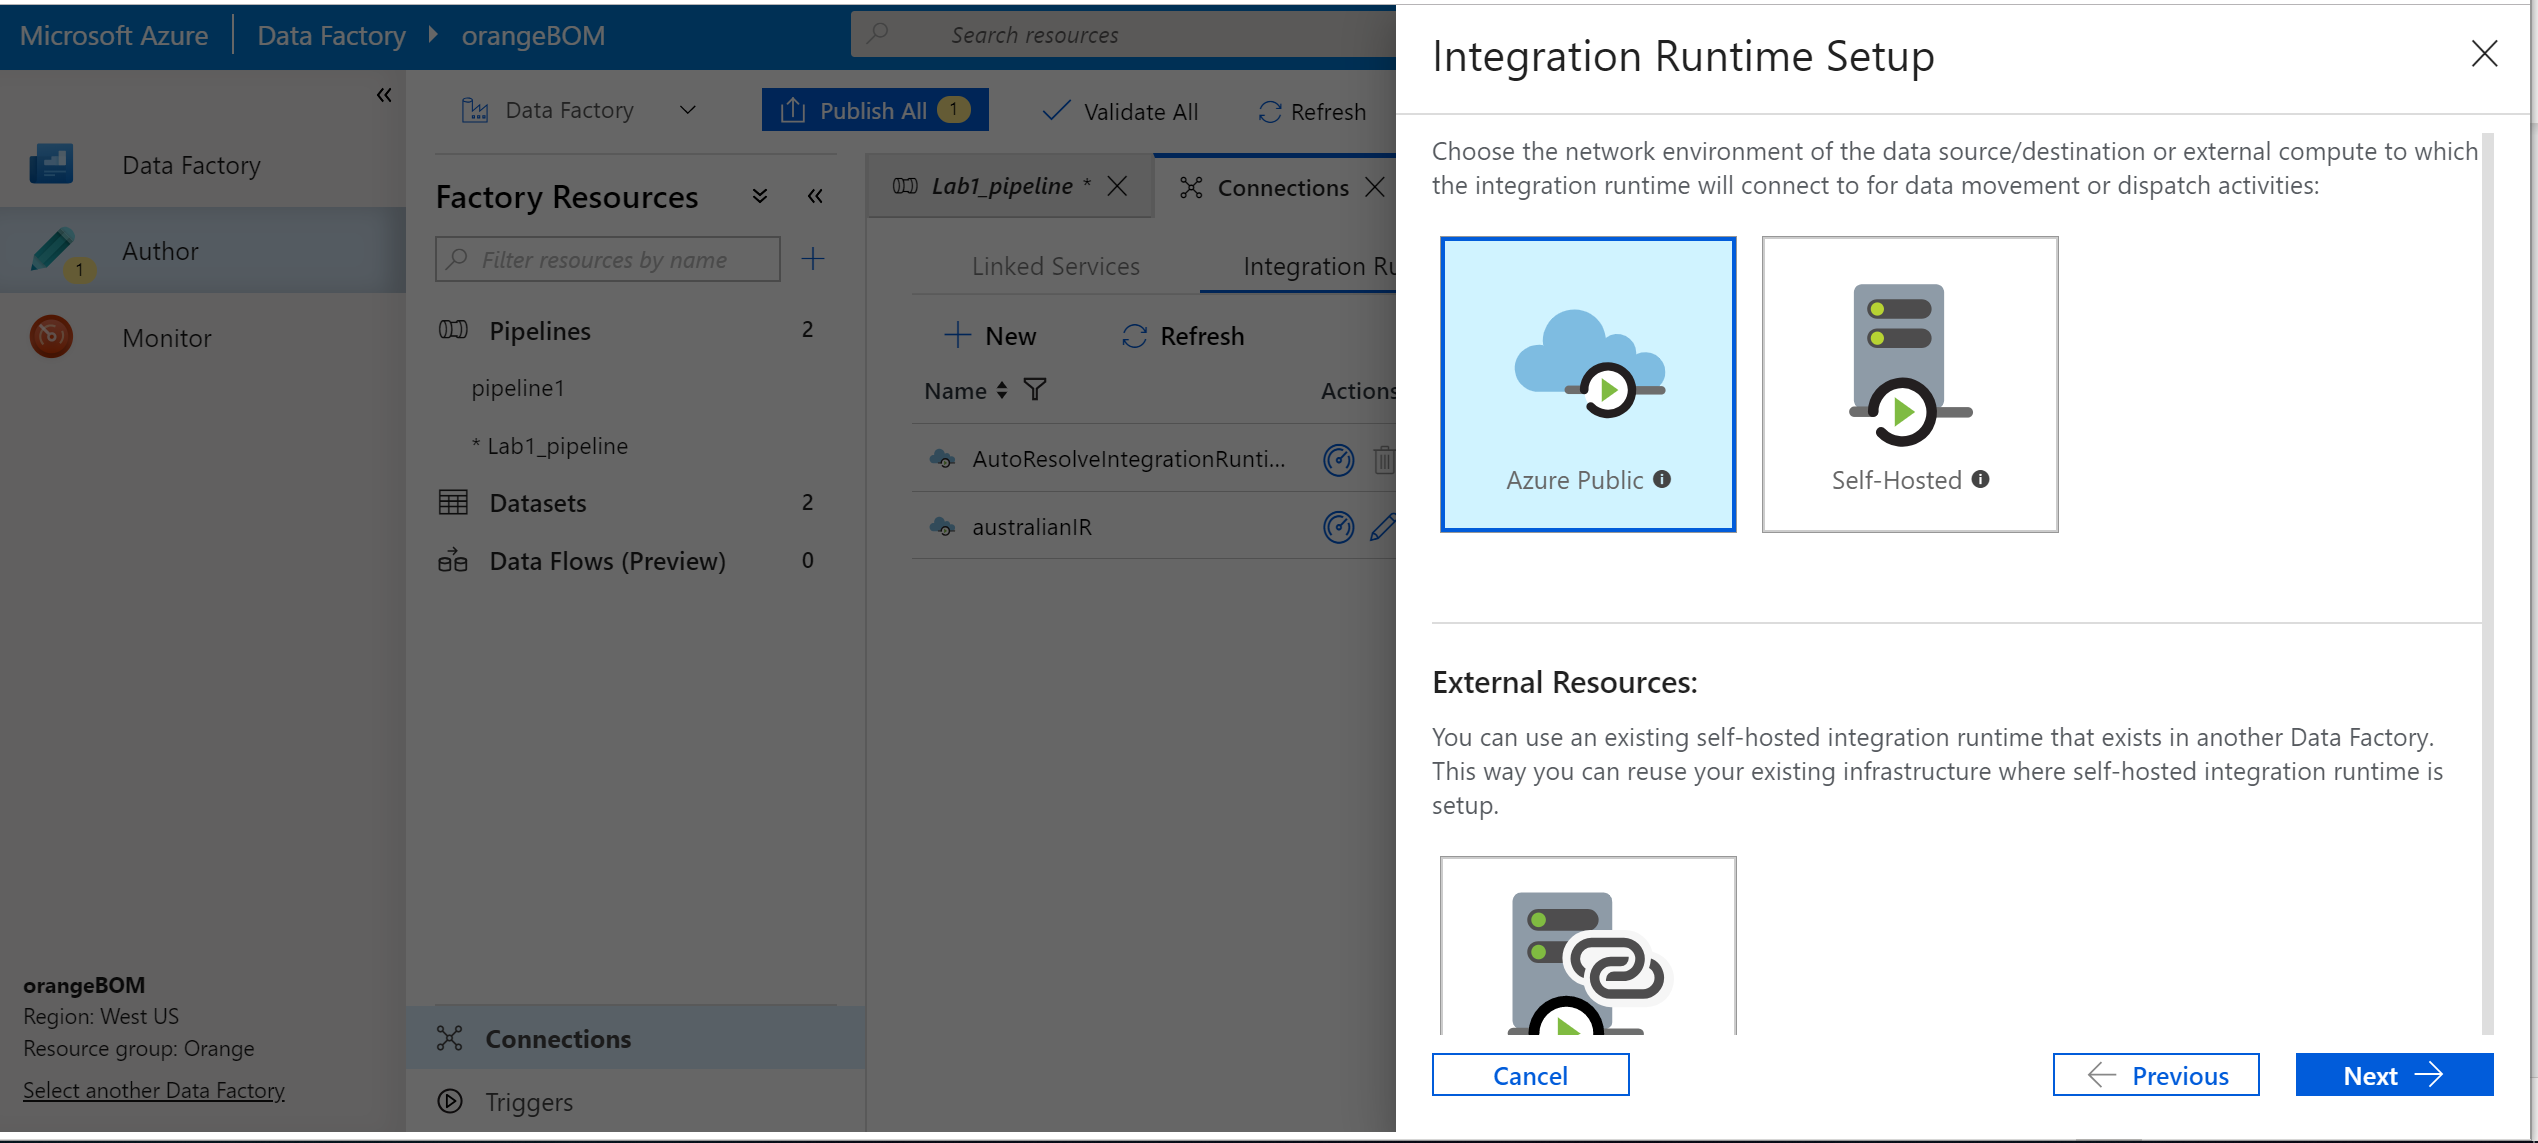 Microsoft Azure
Data Factory
orangeBOM
Search resources
Data Factory
Author
1
Monitor
orangeBOM
Region: West US
Resource group: Orange
Select another Data Factory
Data Factory
Publish All 1
Validate All
Refresh
Factory Resources
Filter resources by name
Pipelines 2
pipeline1
* Lab1_pipeline
Datasets 2
Data Flows (Preview) 0
Connections
Triggers
Lab1_pipeline *
Connections
Linked Services
Integration Ru
New
Refresh
Name
Actions
AutoResolveIntegrationRunti...
australianIR
Integration Runtime Setup
Choose the network environment of the data source/destination or external compute to which
the integration runtime will connect to for data movement or dispatch activities:
Azure Public
Self-Hosted
External Resources:
You can use an existing self-hosted integration runtime that exists in another Data Factory.
This way you can reuse your existing infrastructure where self-hosted integration runtime is
setup.
Cancel
Previous
Next